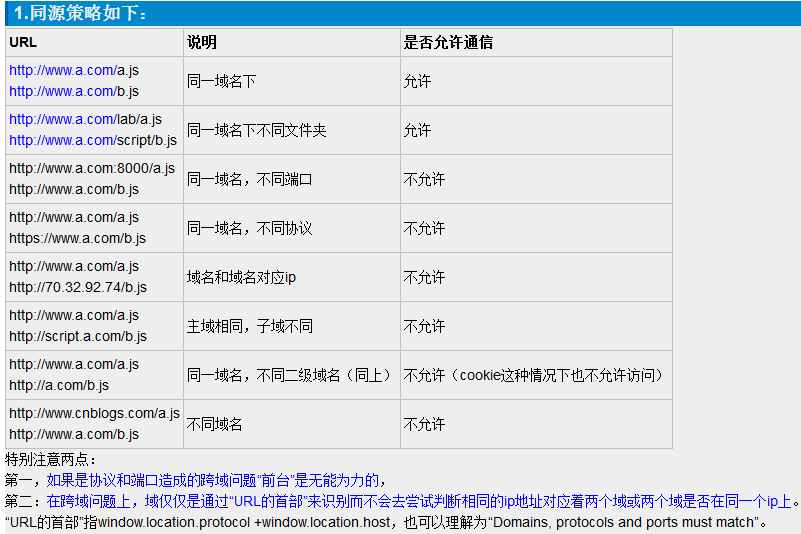 1.同源策略如下：
URL 说明 是否允许通信
http://www.a.com/a.js
http://www.a.com/b.js
同一域名下 允许
http://www.a.com/lab/a.js
http://www.a.com/script/b.js
同一域名下不同文件夹 允许
http://www.a.com:8000/a.js
http://www.a.com/b.js
同一域名，不同端口 不允许
http://www.a.com/a.js
https://www.a.com/b.js
同一域名，不同协议 不允许
http://www.a.com/a.js
http://70.32.92.74/b.js
域名和域名对应ip 不允许
http://www.a.com/a.js
http://script.a.com/b.js
主域相同，子域不同 不允许
http://www.a.com/a.js
http://a.com/b.js
同一域名，不同二级域名（同上） 不允许（cookie这种情况下也不允许访问）
http://www.cnblogs.com/a.js
http://www.a.com/b.js
不同域名 不允许
特别注意两点：
第一，如果是协议和端口造成的跨域问题“前台”是无能为力的，
第二：在跨域问题上，域仅仅是通过“URL的首部”来识别而不会去尝试判断相同的ip地址对应着两个域或两个域是否在同一个ip上。
“URL的首部”指window.location.protocol +window.location.host，也可以理解为“Domains, protocols and ports must match”。